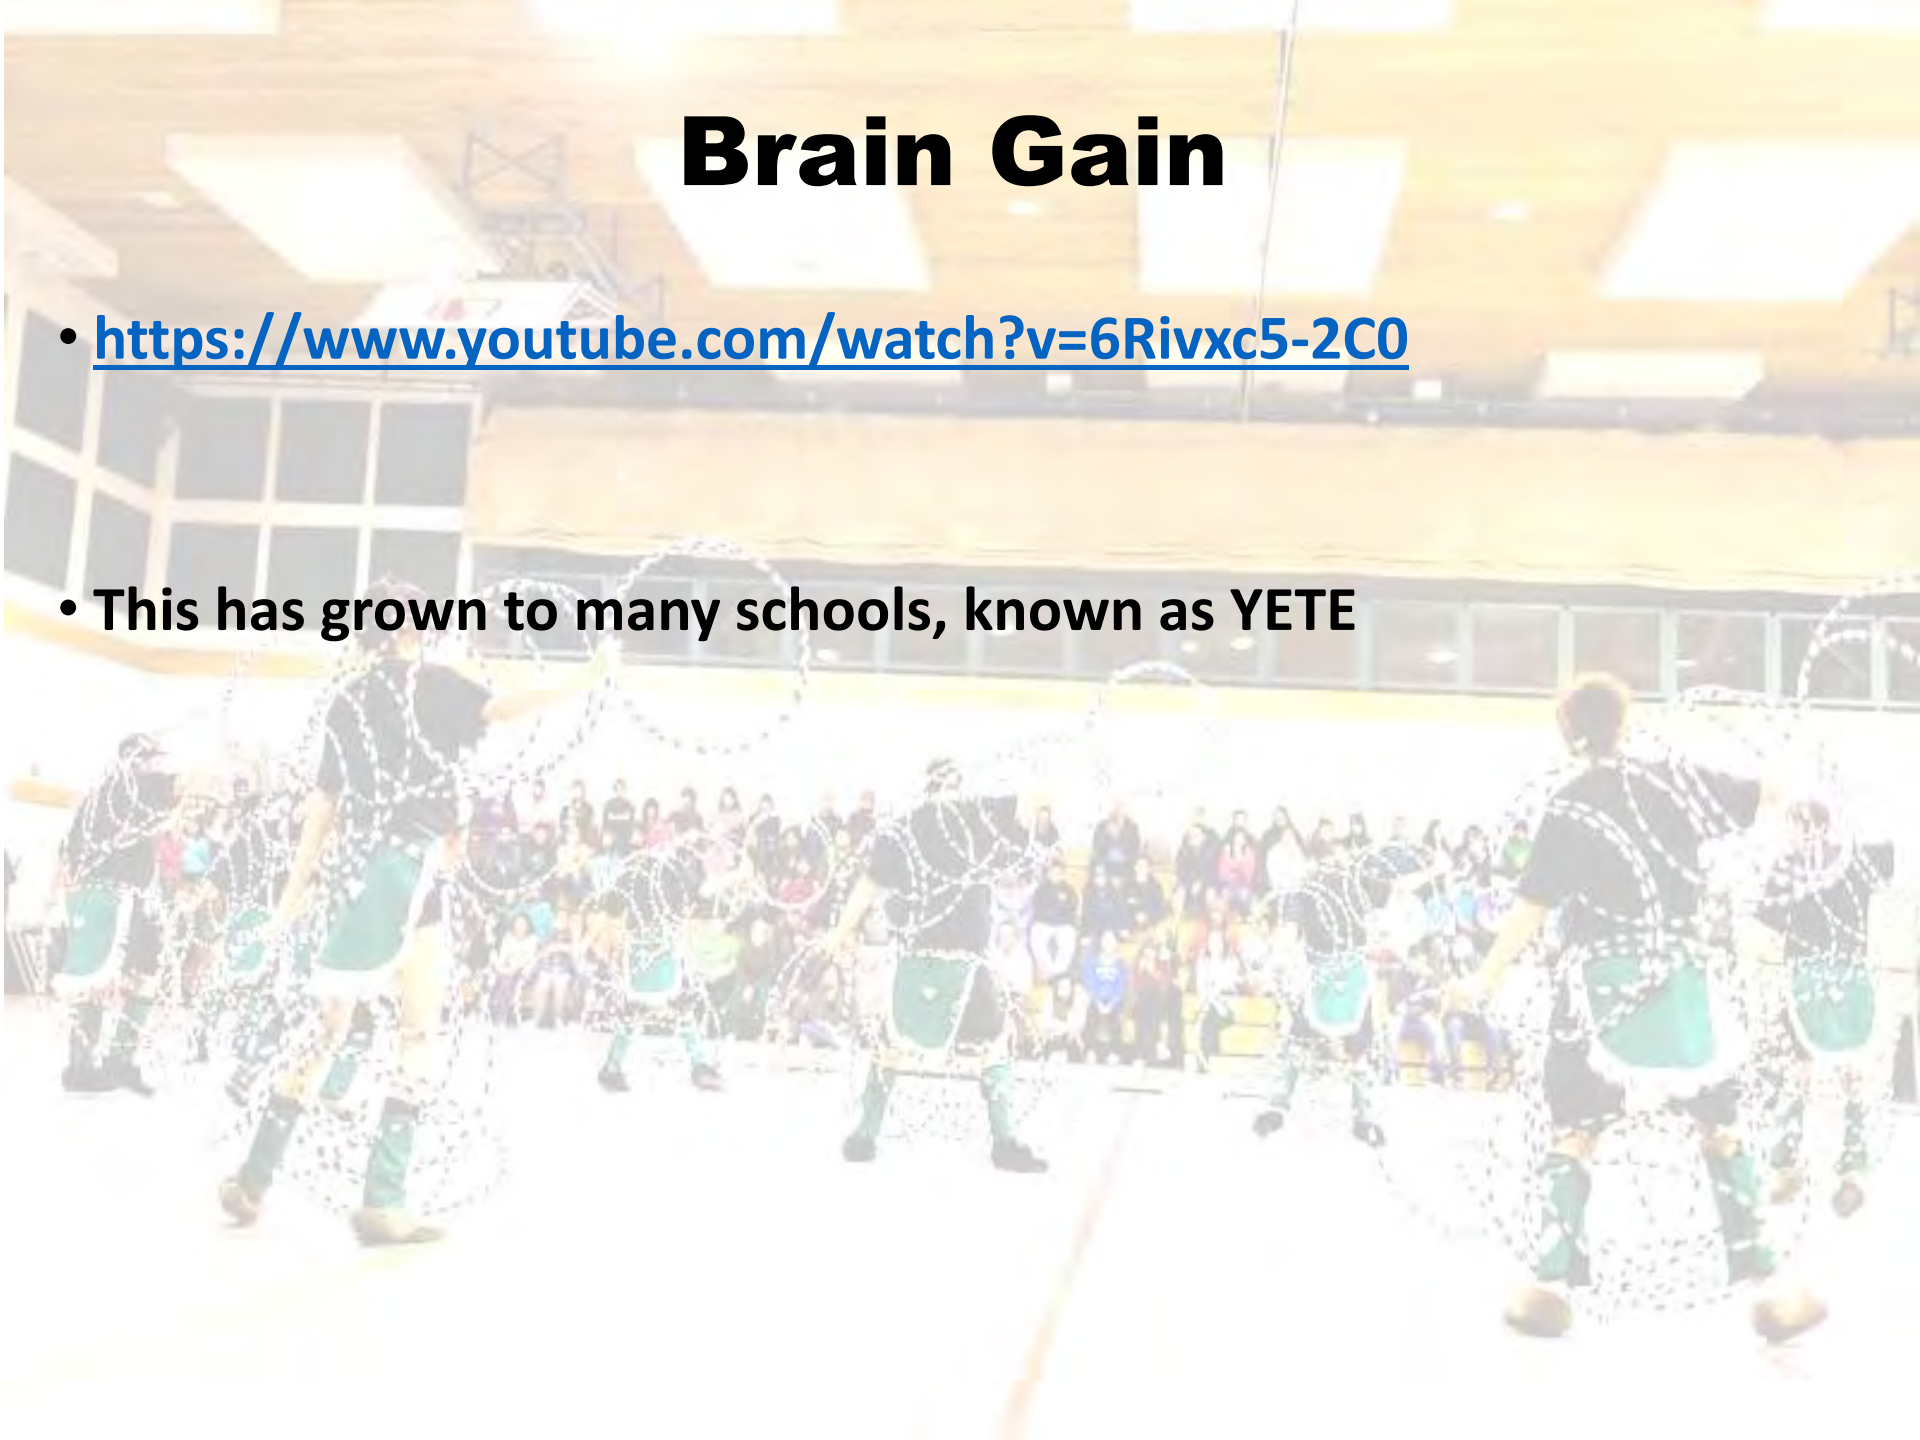 Brain Gain
• https://www.youtube.com/watch?v=6Rivxc5-2C0
• This has grown to many schools, known as YETE